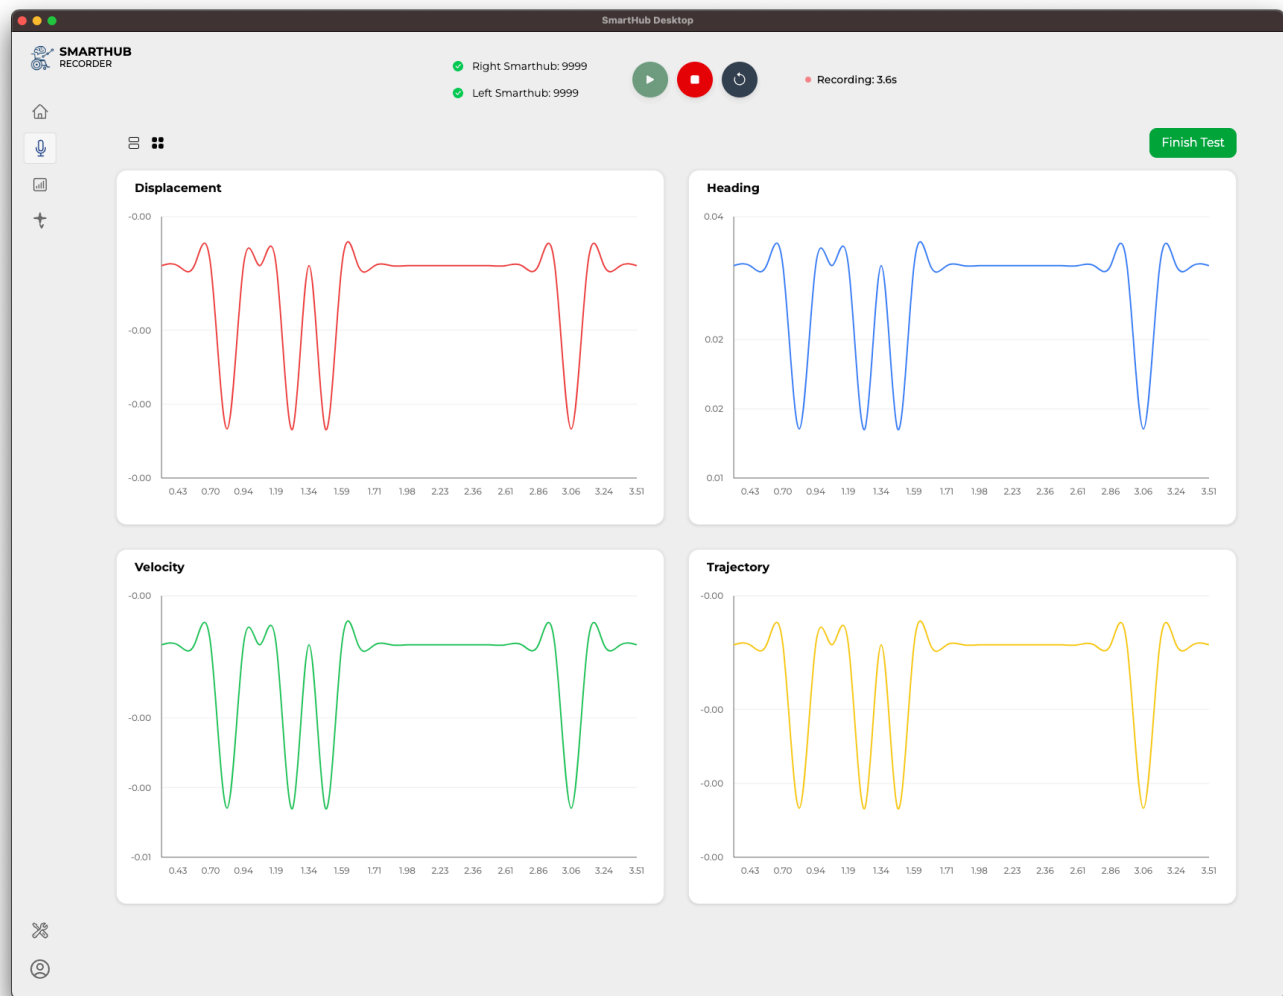 SmartHub Desktop
SMARTHUB
RECORDER
Right Smarthub: 9999
Left Smarthub: 9999
Recording: 3.6s
Finish Test
Displacement
-0.00
-0.00
-0.00
-0.00
0.43 0.70 0.94 1.19 1.34 1.59 1.71 1.98 2.23 2.36 2.61 2.86 3.06 3.24 3.51
Heading
0.04
0.02
0.02
0.01
0.43 0.70 0.94 1.19 1.34 1.59 1.71 1.98 2.23 2.36 2.61 2.86 3.06 3.24 3.51
Velocity
-0.00
-0.00
-0.00
-0.01
0.43 0.70 0.94 1.19 1.34 1.59 1.71 1.98 2.23 2.36 2.61 2.86 3.06 3.24 3.51
Trajectory
-0.00
-0.00
-0.00
-0.00
0.43 0.70 0.94 1.19 1.34 1.59 1.71 1.98 2.23 2.36 2.61 2.86 3.06 3.24 3.51